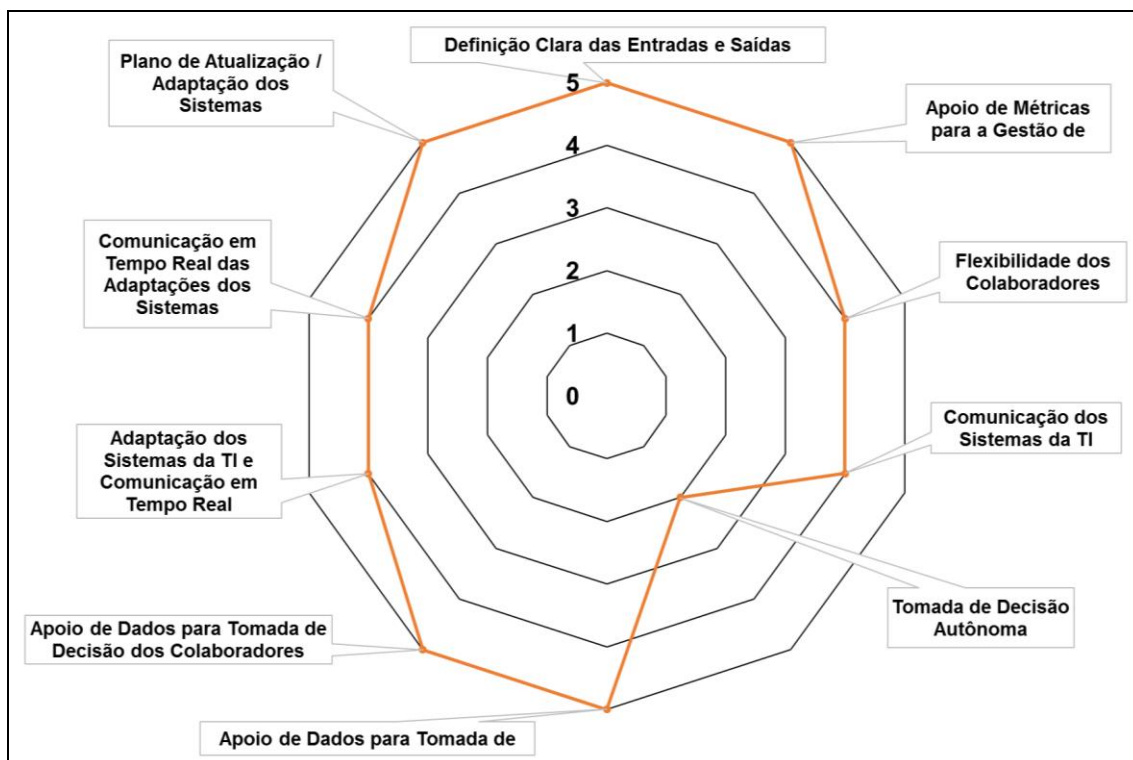 Definição Clara das Entradas e Saídas
Plano de Atualização /
Adaptação dos
Sistemas
5
Apoio de Métricas
para a Gestão de
4
3
Comunicação em
Tempo Real das
Adaptações dos
Sistemas
Flexibilidade dos
Colaboradores
2
1
0
Comunicação dos
Sistemas da TI
Adaptação dos
Sistemas da TI e
Comunicação em
Tempo Real
Tomada de Decisão
Autônoma
Apoio de Dados para Tomada de
Decisão dos Colaboradores
Apoio de Dados para Tomada de